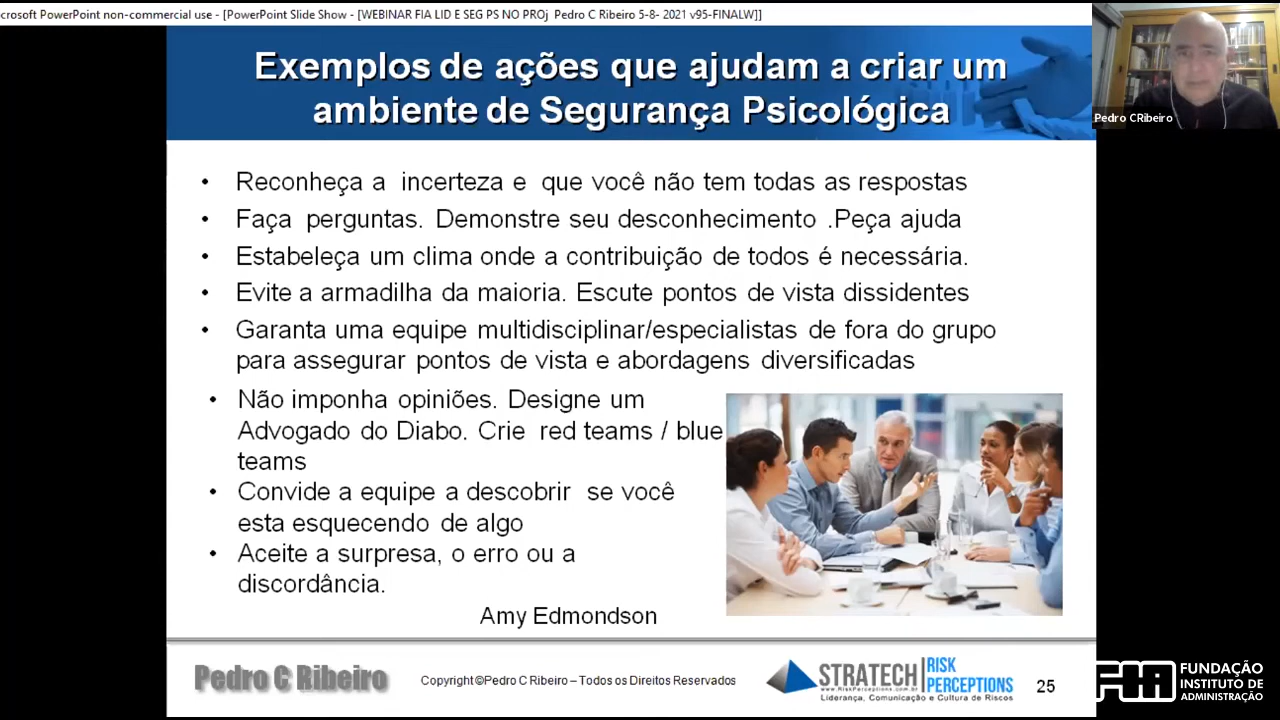 crosoft PowerPoint non-commercial use - [PowerPoint Slide Show - [WEBINAR FIA LID E SEG PS NO PROj Pedro C Ribeiro 5-8- 2021 v95-FINALW]]
Exemplos de ações que ajudam a criar um
ambiente de Segurança Psicológica
Pedro CRibeiro
• Reconheça a incerteza e que você não tem todas as respostas
• Faça perguntas. Demonstre seu desconhecimento .Peça ajuda
• Estabeleça um clima onde a contribuição de todos é necessária.
• Evite a armadilha da maioria. Escute pontos de vista dissidentes
• Garanta uma equipe multidisciplinar/especialistas de fora do grupo
para assegurar pontos de vista e abordagens diversificadas
• Não imponha opiniões. Designe um
Advogado do Diabo. Crie red teams / blue
teams
• Convide a equipe a descobrir se você
esta esquecendo de algo
• Aceite a surpresa, o erro ou a
discordância.
Amy Edmondson
Pedro C Ribeiro
Copyright ©Pedro C Ribeiro – Todos os Direitos Reservados
STRATECH
www.RiskPerceptions.com.br
RISK
PERCEPTIONS
Liderança, Comunicação e Cultura de Riscos
25
FIA
FUNDAÇÃO
INSTITUTO DE
ADMINISTRAÇÃO